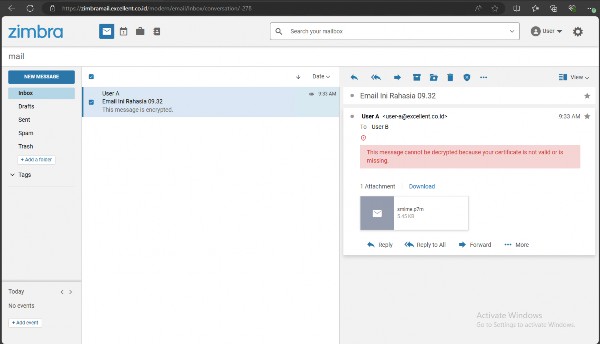 https://zimbramail.excellent.co.id/modern/email/Inbox/conversation/-278
zimbra
Search your mailbox
User
mail
NEW MESSAGE
Inbox
Drafts
Sent
Spam
Trash
+ Add a folder
Tags
Today
No events
+ Add event
Date
User A
9:33 AM
Email Ini Rahasia 09.32
This message is encrypted.
View
Email Ini Rahasia 09.32
User A <user-a@excellent.co.id>
9:33 AM
To User B
This message cannot be decrypted because your certificate is not valid or is
missing.
1 Attachment Download
smime.p7m
5.45 KB
Reply Reply to All Forward More
Activate Windows
Go to Settings to activate Windows.